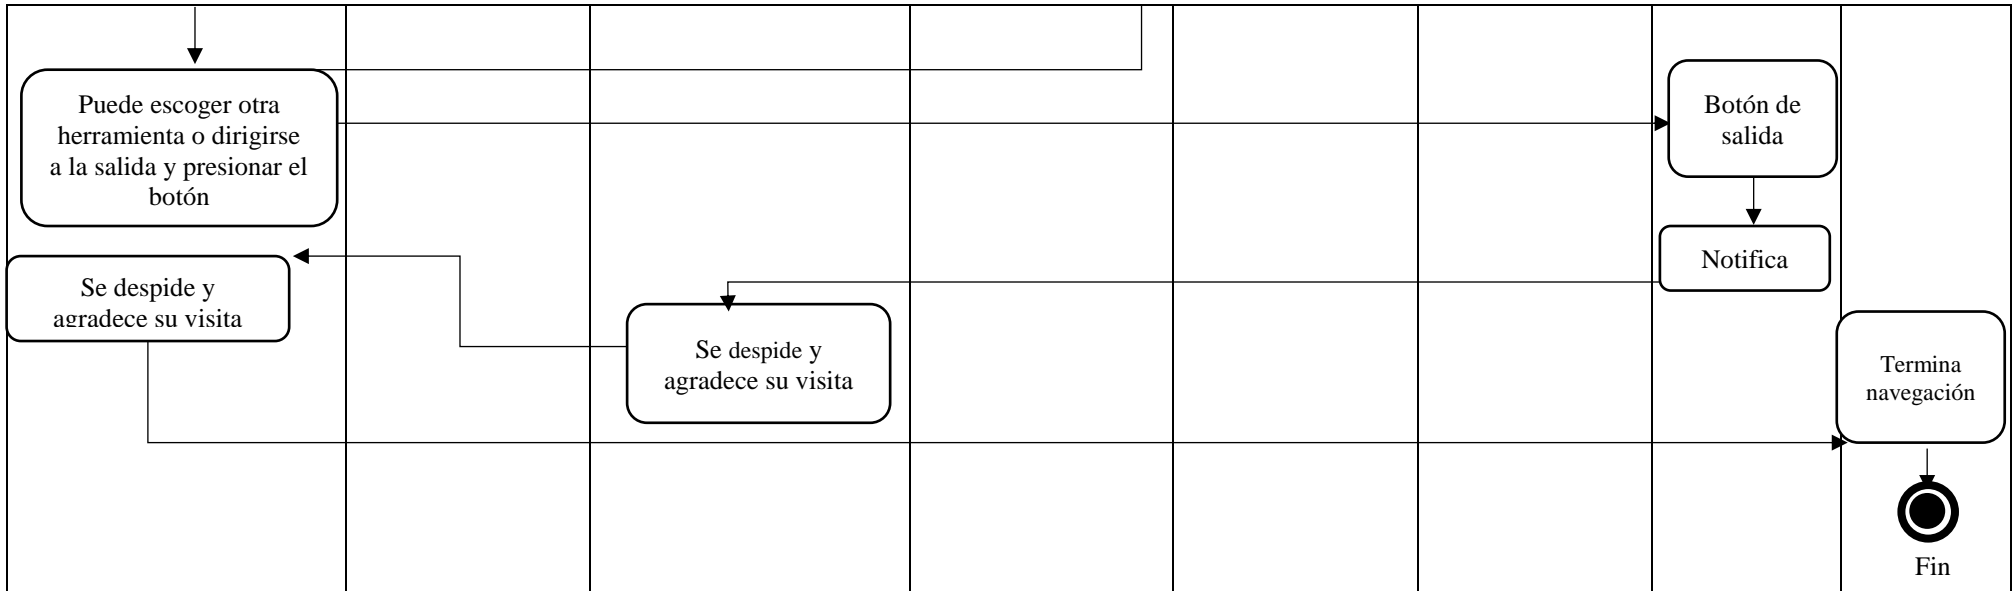 Puede escoger otra
herramienta o dirigirse
a la salida y presionar el
botón
Botón de
salida
Notifica
Se despide y
agradece su visita
Se despide y
agradece su visita
Termina
navegación
Fin